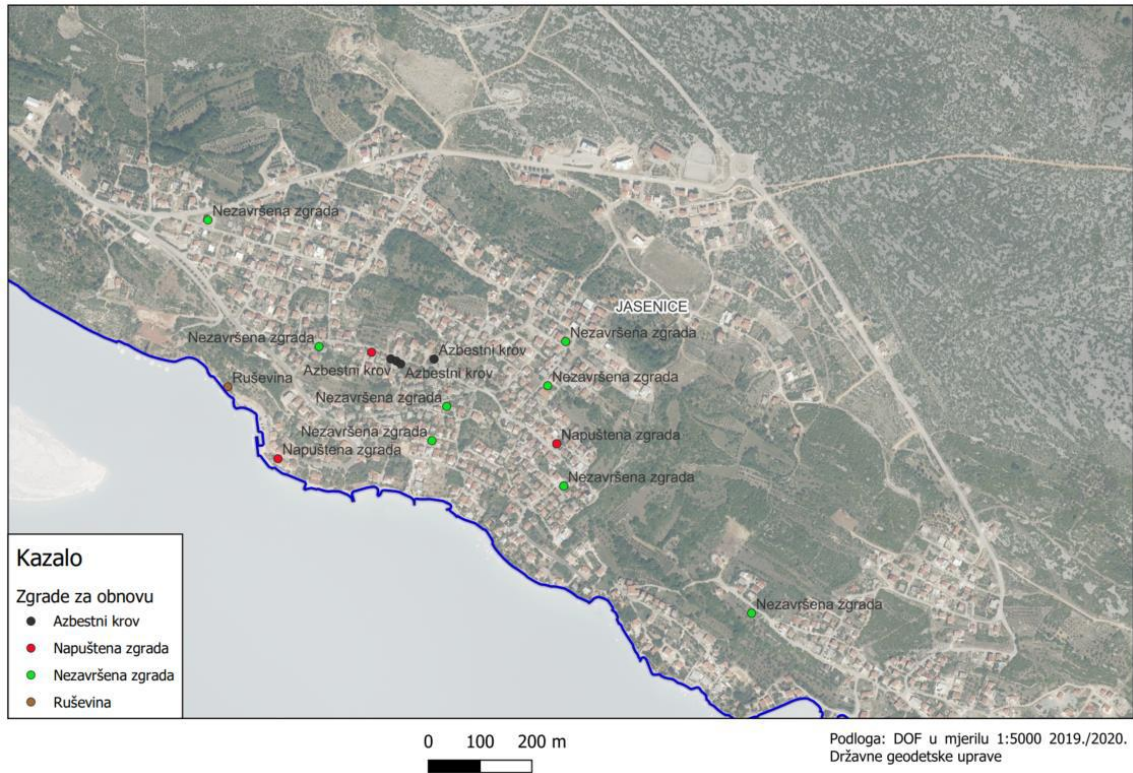 Nezavršena zgrada
JASENICE
Nezavršena zgrada
Nezavršena zgrada
Azbestni krov
Azbestni krov
Azbestni krov
Ruševina
Nezavršena zgrada
Nezavršena zgrada
Nezavršena zgrada
Napuštena zgrada
Napuštena zgrada
Nezavršena zgrada
Nezavršena zgrada
Kazalo
Zgrade za obnovu
Azbestni krov
Napuštena zgrada
Nezavršena zgrada
Ruševina
0 100 200 m
Podloga: DOF u mjerilu 1:5000 2019./2020.
Državne geodetske uprave